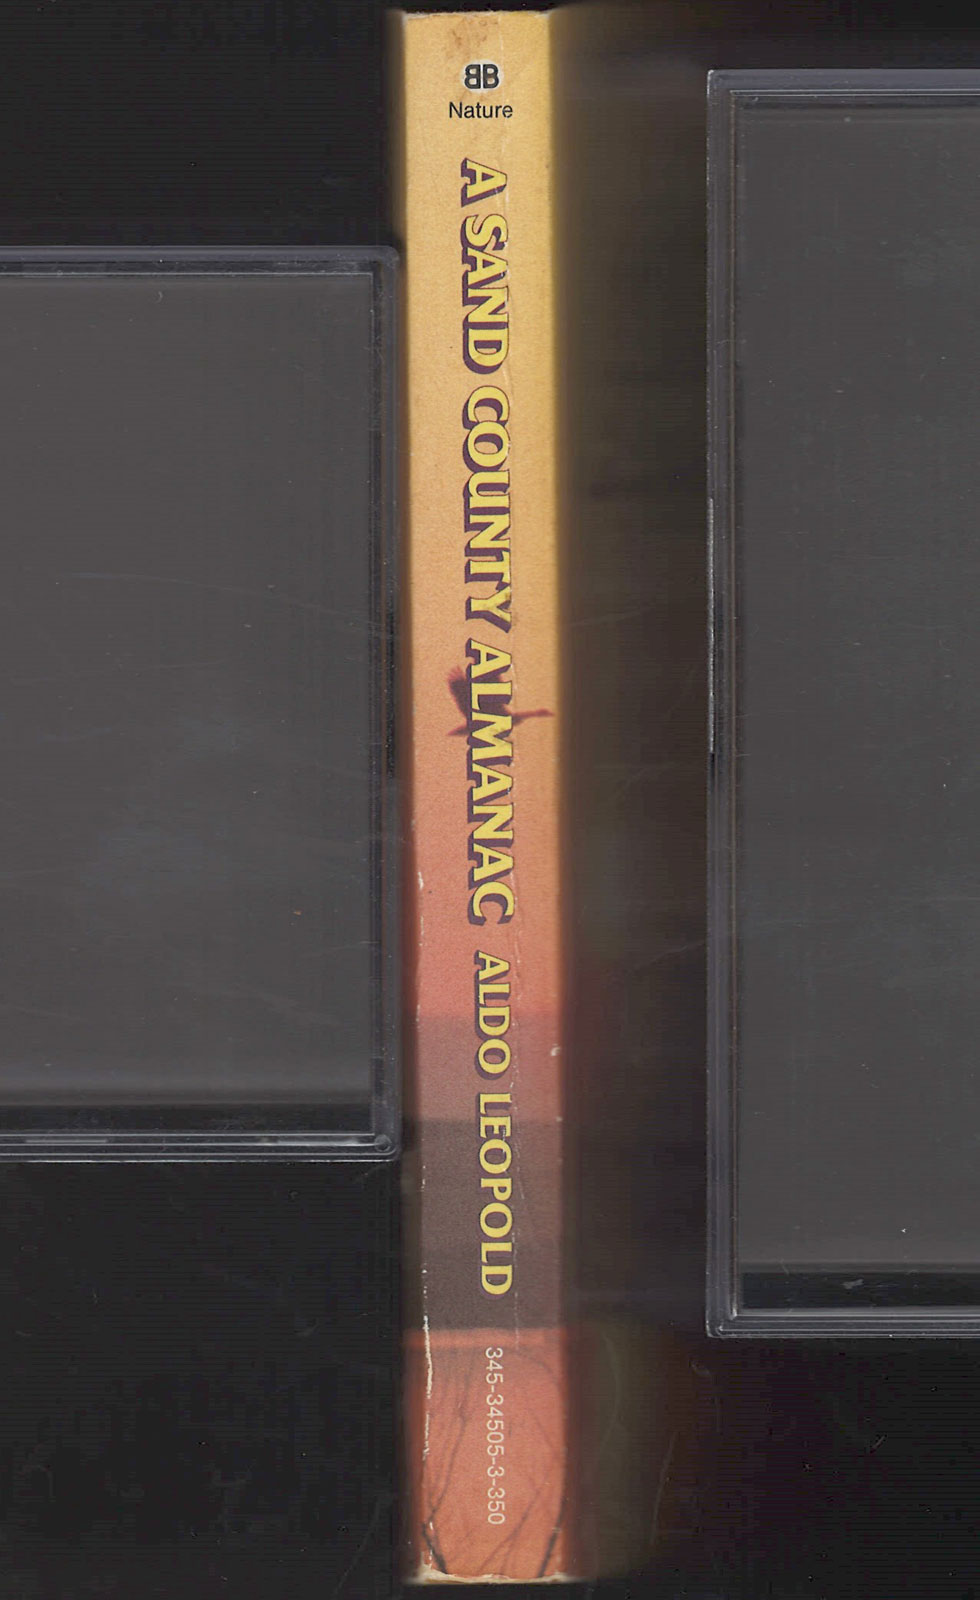 BB
Nature
A SAND COUNTY ALMANAC ALDO LEOPOLD
345-34505-3-350